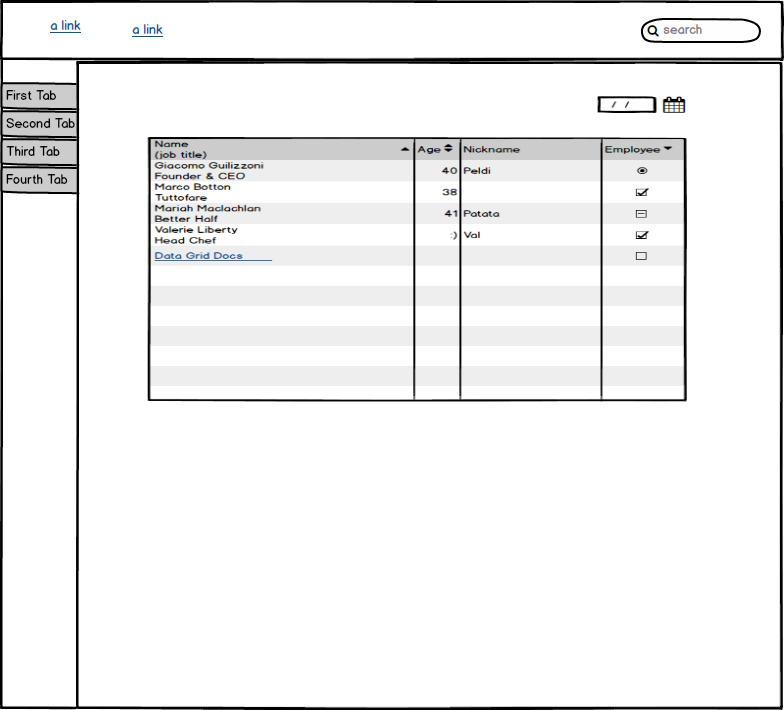 a link
a link
search
First Tab
Second Tab
Third Tab
Fourth Tab
/ /
Name
(job title)
Age
Nickname
Employee
Giacomo Guilizzoni
Founder & CEO
40
Peldi
Marco Botton
Tuttofare
38
Mariah Maclachlan
Better Half
41
Patata
Valerie Liberty
Head Chef
:)
Val
Data Grid Docs